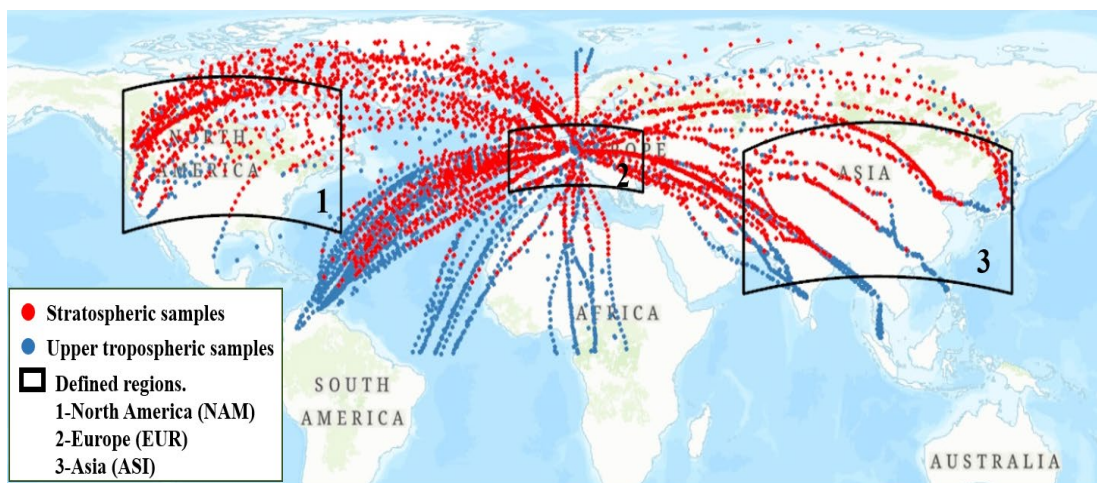 NORTH
AMERICA
1
EUROPE
2
ASIA
3
AFRICA
SOUTH
AMERICA
AUSTRALIA
Stratospheric samples
Upper tropospheric samples
Defined regions.
1-North America (NAM)
2-Europe (EUR)
3-Asia (ASI)